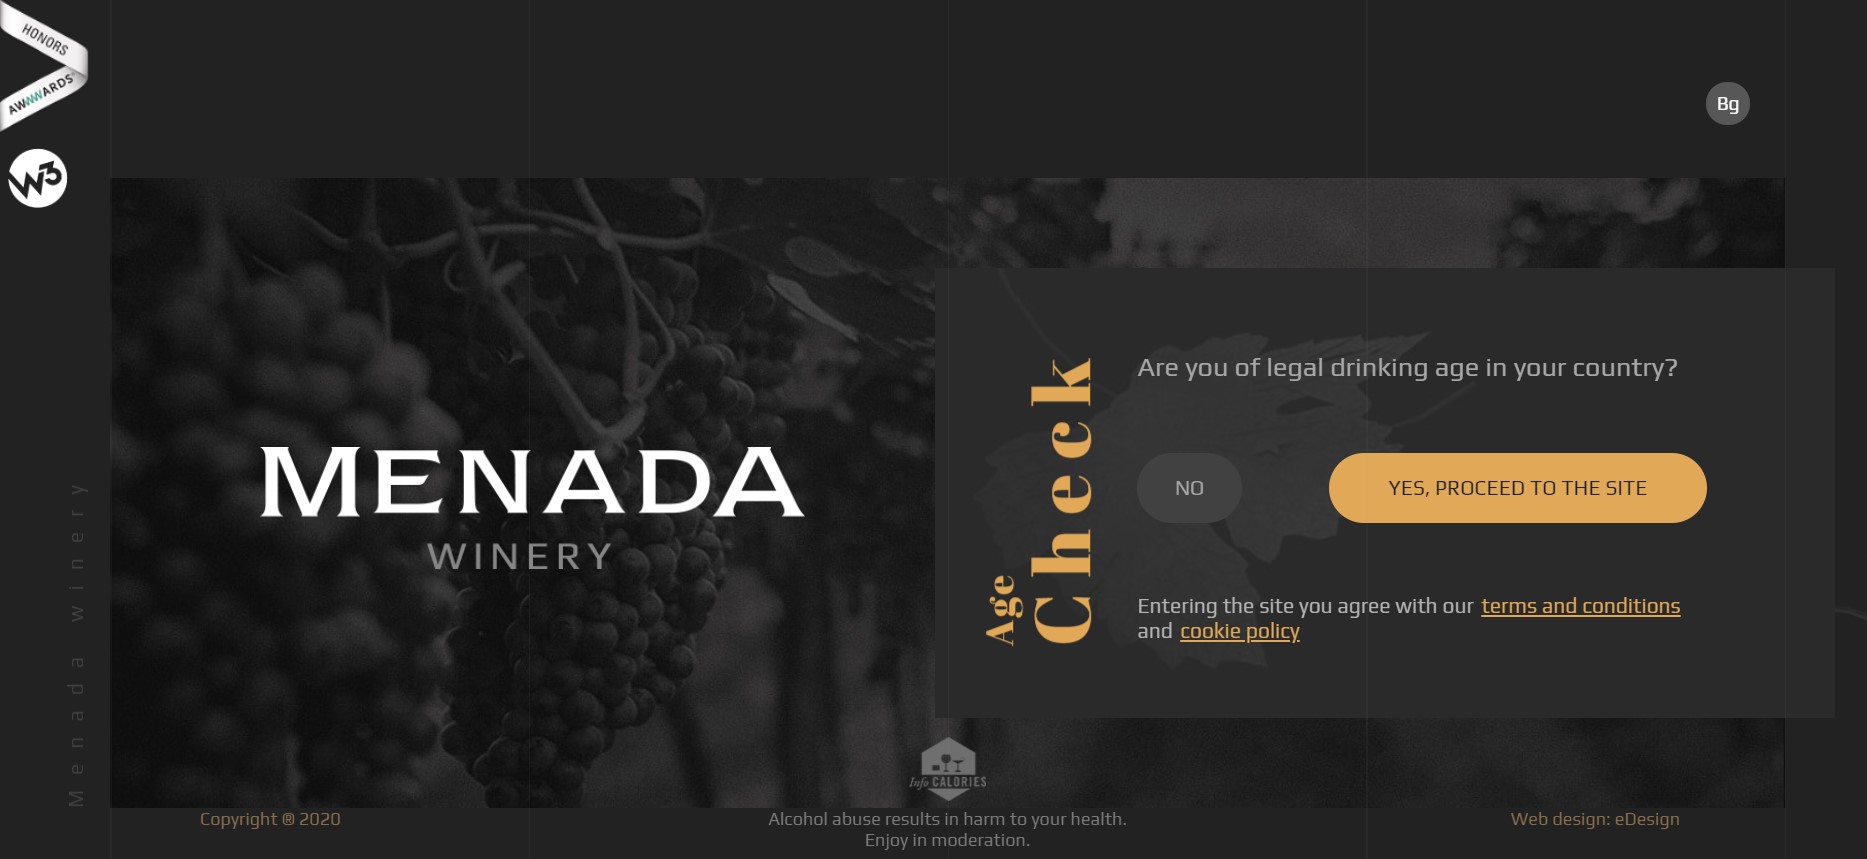 HONORS
AWWWARDS
W3
Bg
Menada winery
MENADA
WINERY
Age
Check
Are you of legal drinking age in your country?
NO
YES, PROCEED TO THE SITE
Entering the site you agree with our terms and conditions
and cookie policy
Info CALORIES
Copyright ® 2020
Alcohol abuse results in harm to your health.
Enjoy in moderation.
Web design: eDesign